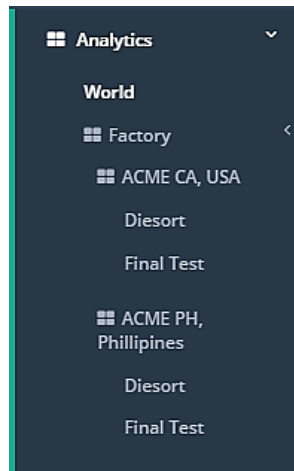 Analytics
World
Factory
ACME CA, USA
Diesort
Final Test
ACME PH,
Phillipines
Diesort
Final Test